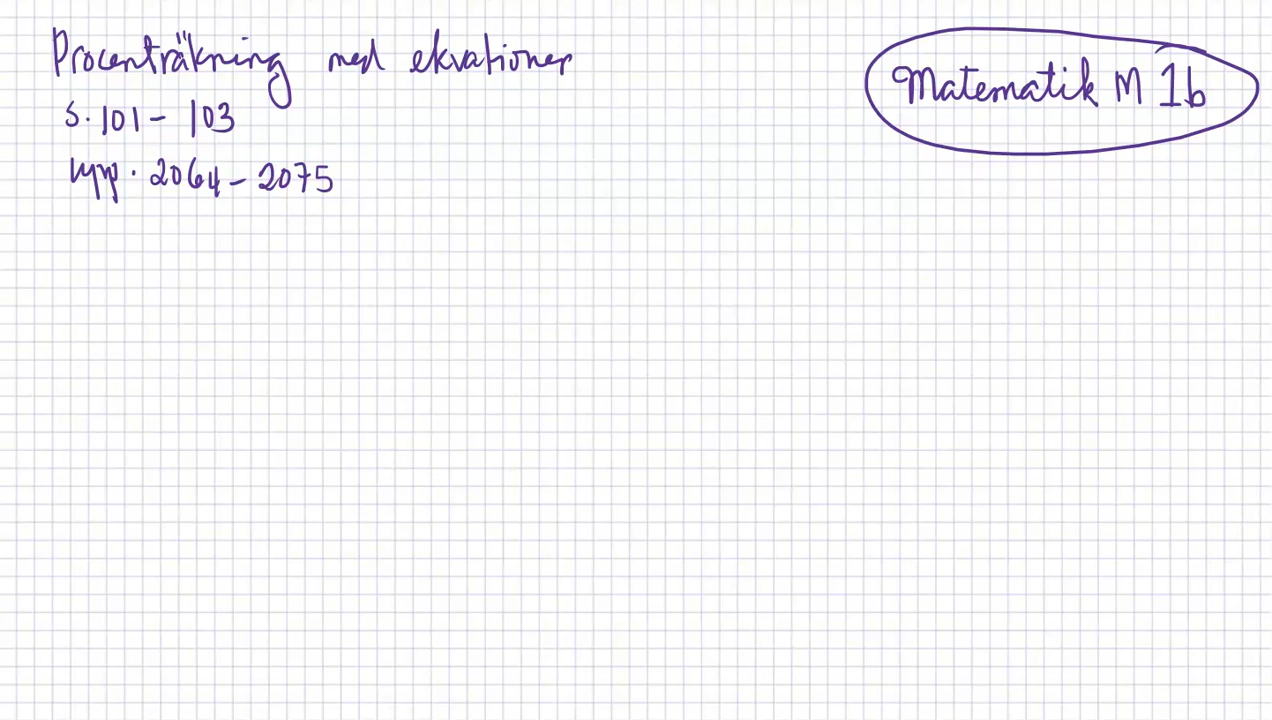 Procenträkning med ekvationer
Matematik M 1b
s. 101 - 103
upp. 2064 - 2075